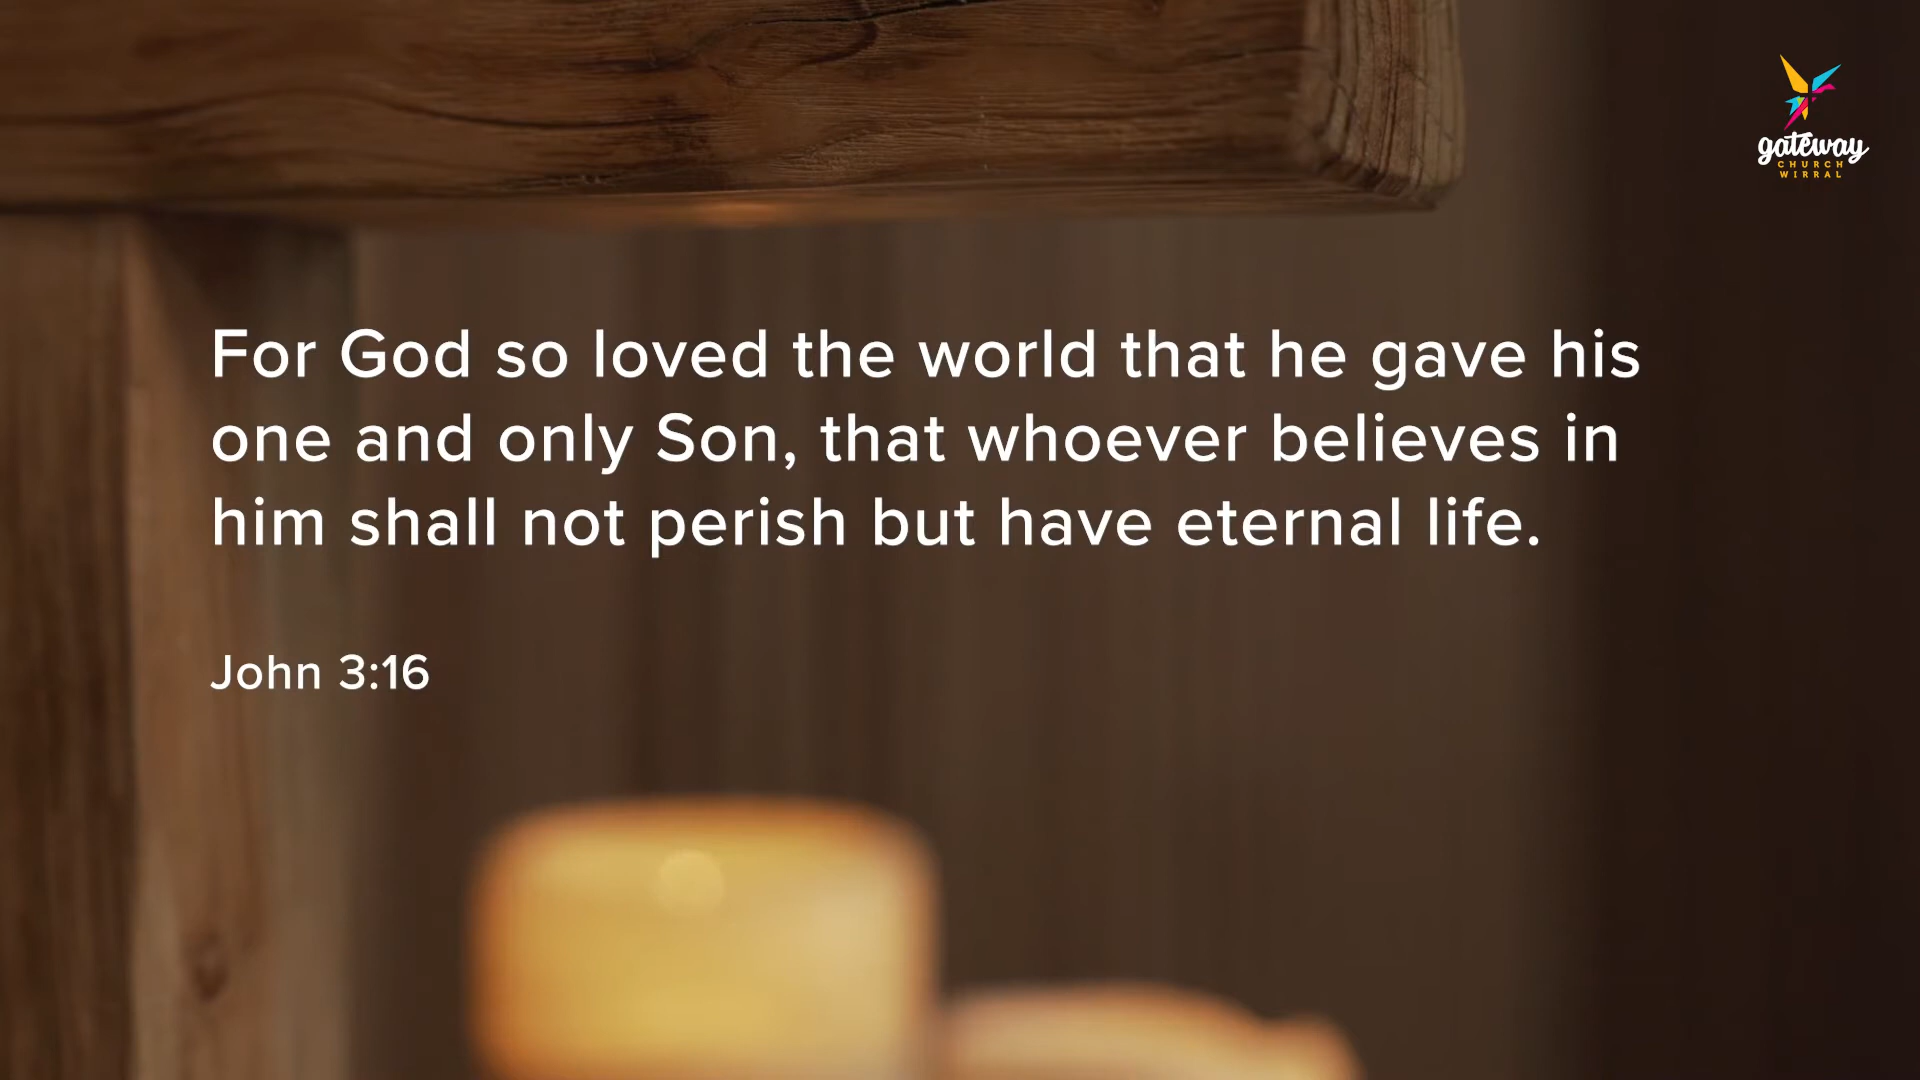 gateway
CHURCH
WIRRAL
For God so loved the world that he gave his
one and only Son, that whoever believes in
him shall not perish but have eternal life.
John 3:16